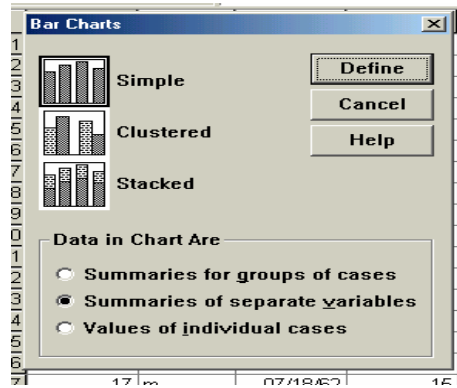 Bar Charts
Simple
Define
Cancel
Clustered
Help
Stacked
Data in Chart Are
Summaries for groups of cases
Summaries of separate variables
Values of individual cases
17 m 07/18/62 15